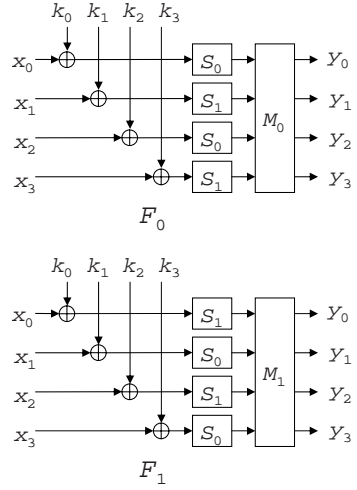 k₀ k₁ k₂ k₃
x₀ S₀ y₀
x₁ S₁ y₁
M₀
x₂ S₀ y₂
x₃ S₁ y₃
F₀
k₀ k₁ k₂ k₃
x₀ S₁ y₀
x₁ S₀ y₁
M₁
x₂ S₁ y₂
x₃ S₀ y₃
F₁